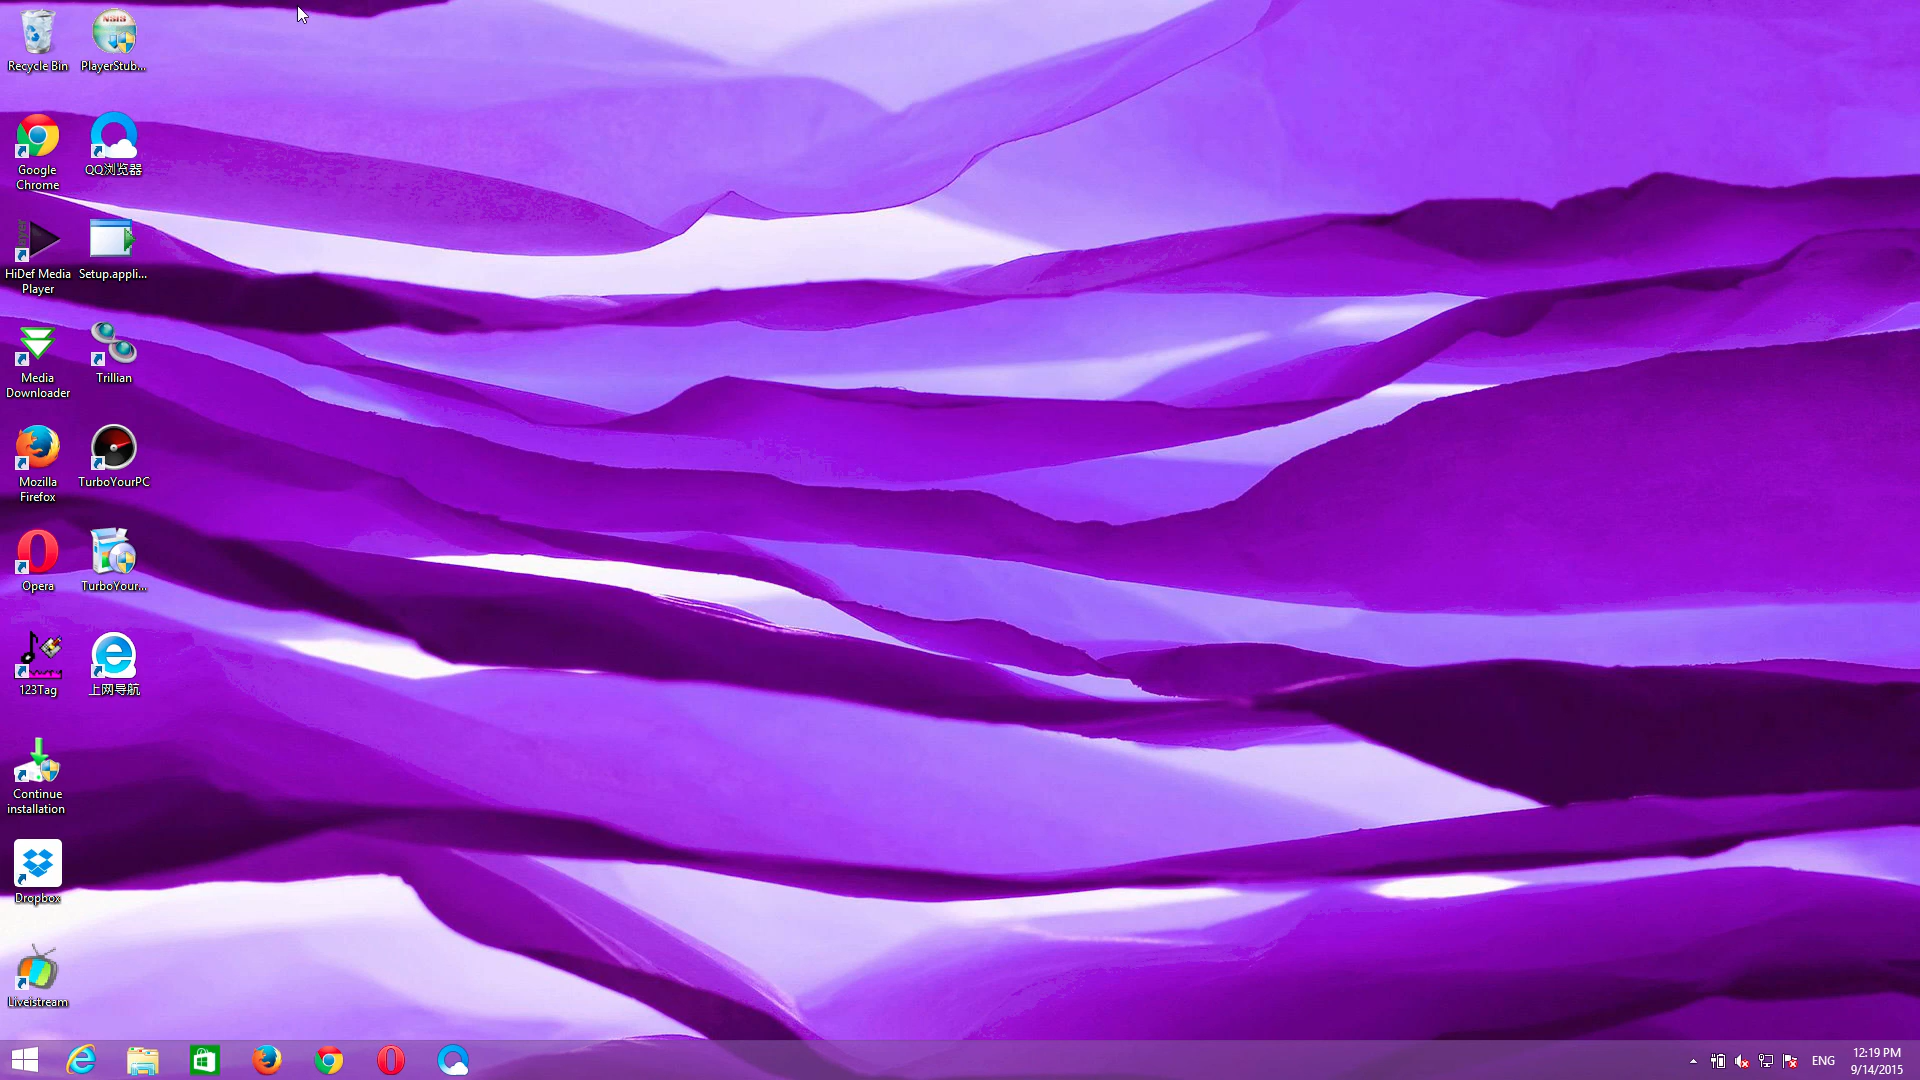 Recycle Bin
PlayerStub...
NSIS
Google
Chrome
QQ浏览器
HiDef Media
Player
Setup.appli...
Media
Downloader
Trillian
Mozilla
Firefox
TurboYourPC
Opera
TurboYour...
123Tag
上网导航
Continue
installation
Dropbox
Liveistream
ENG
12:19 PM
9/14/2015